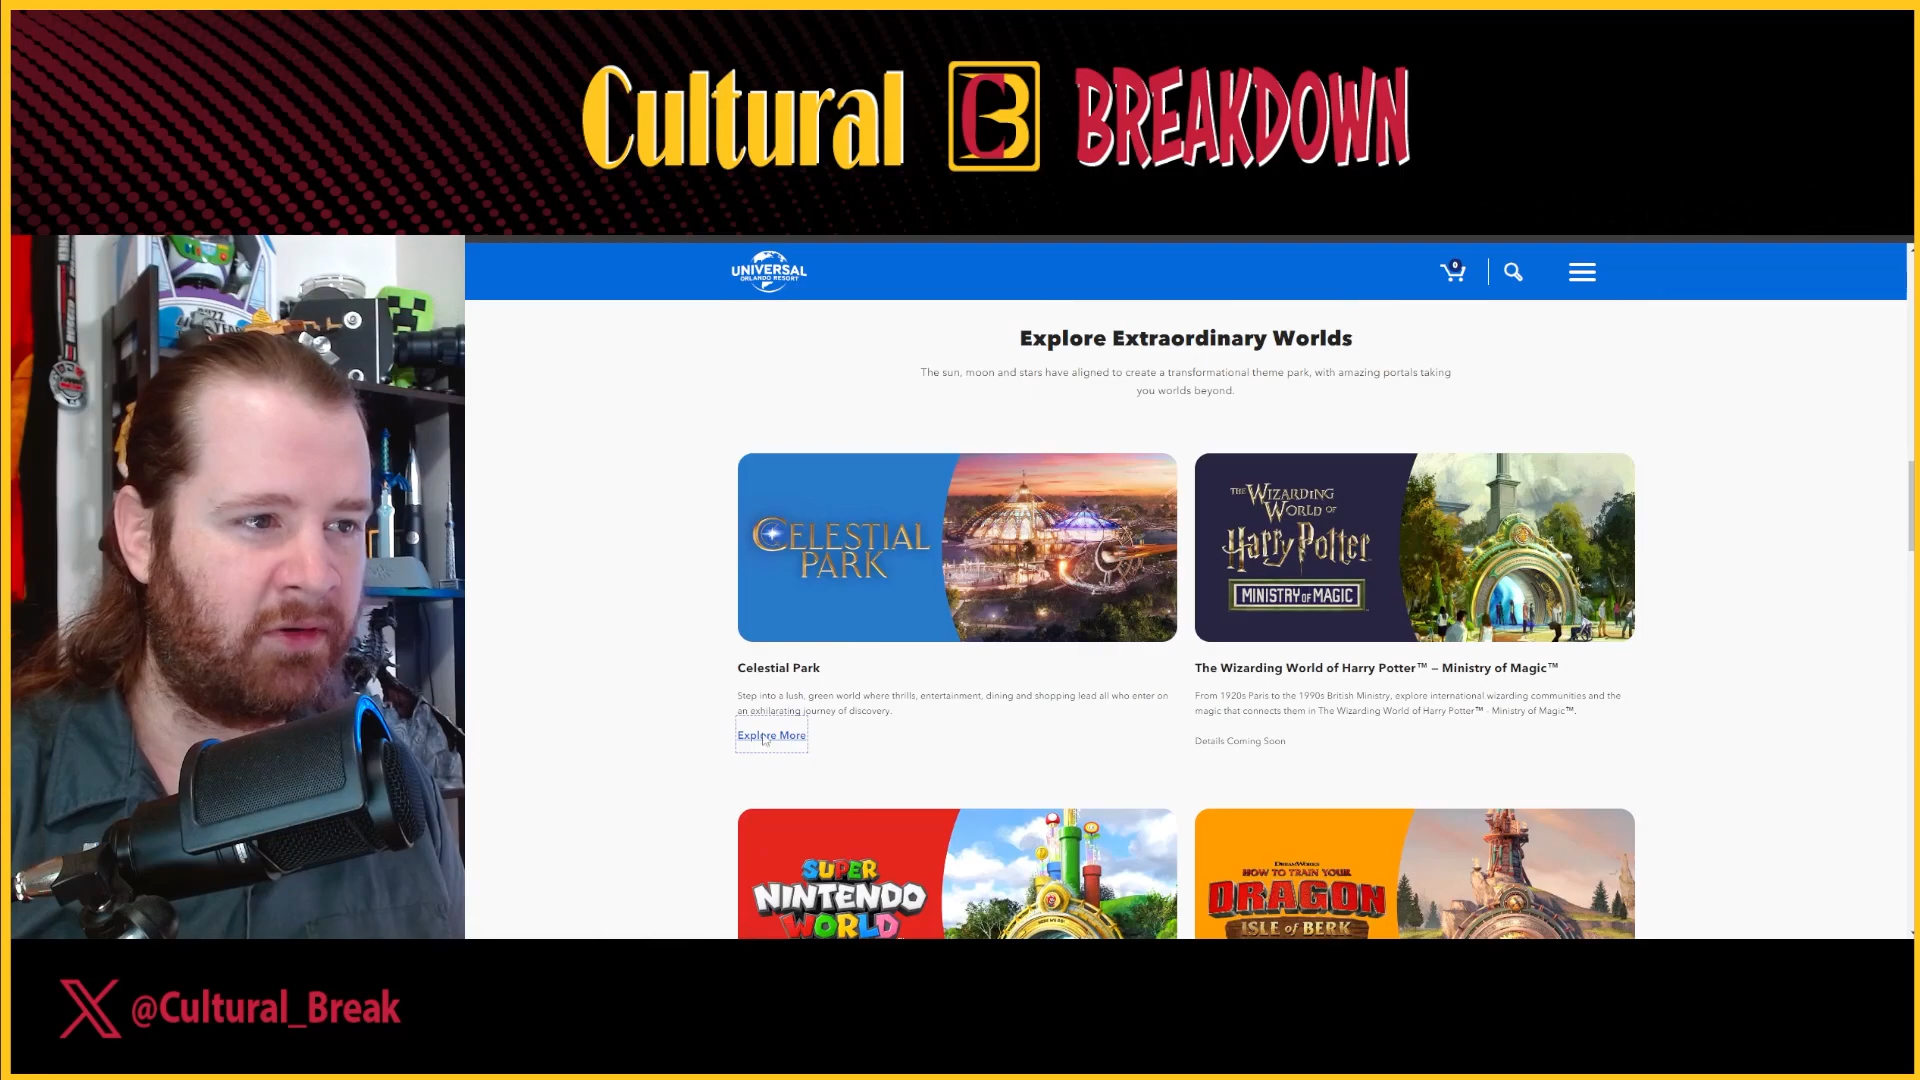 Cultural CB BREAKDOWN
UNIVERSAL
ORLANDO RESORT
0
Explore Extraordinary Worlds
The sun, moon and stars have aligned to create a transformational theme park, with amazing portals taking
you worlds beyond.
CELESTIAL
PARK
THE WIZARDING
WORLD OF
Harry Potter
MINISTRY OF MAGIC
Celestial Park
Step into a lush, green world where thrills, entertainment, dining and shopping lead all who enter on
an exhilarating journey of discovery.
Explore More
The Wizarding World of Harry Potter™ – Ministry of Magic™
From 1920s Paris to the 1990s British Ministry, explore international wizarding communities and the
magic that connects them in The Wizarding World of Harry Potter™ - Ministry of Magic™.
Details Coming Soon
SUPER
NINTENDO
WORLD
DREAMWORKS
HOW TO TRAIN YOUR
DRAGON
ISLE of BERK
X @Cultural_Break